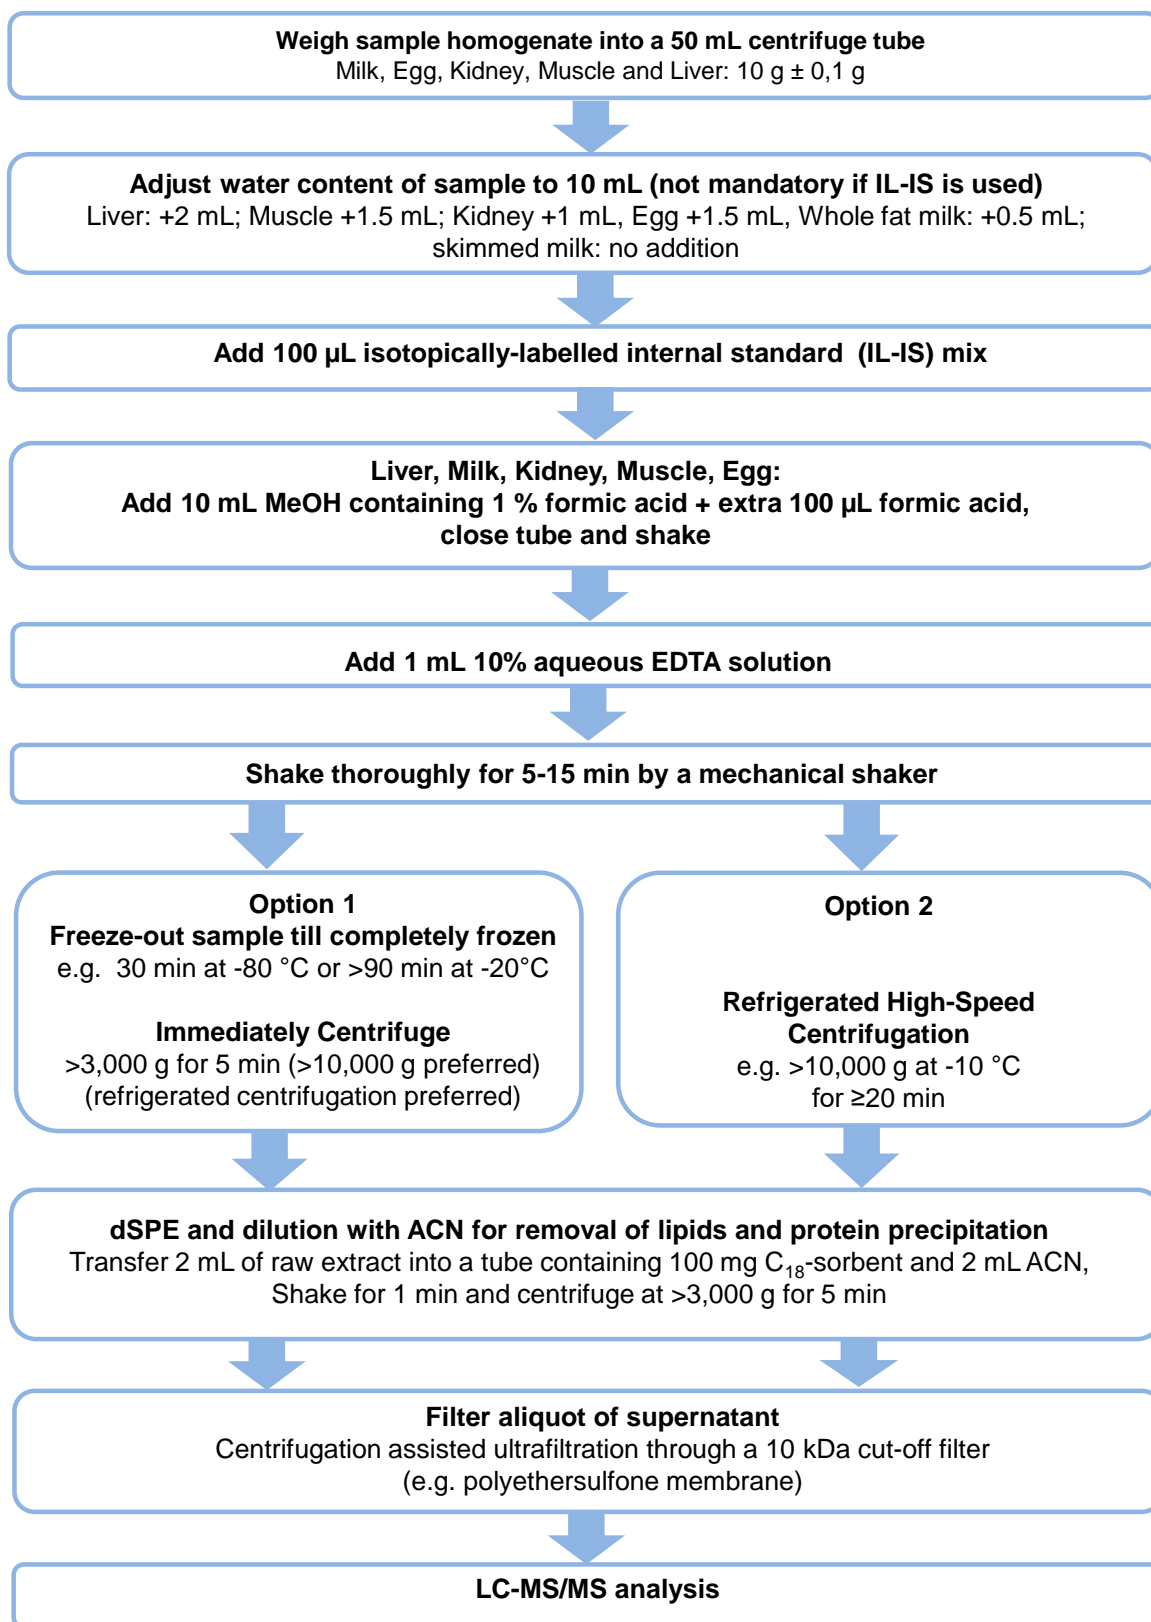 Weigh sample homogenate into a 50 mL centrifuge tube
Milk, Egg, Kidney, Muscle and Liver: 10 g ± 0,1 g
Adjust water content of sample to 10 mL (not mandatory if IL-IS is used)
Liver: +2 mL; Muscle +1.5 mL; Kidney +1 mL, Egg +1.5 mL, Whole fat milk: +0.5 mL;
skimmed milk: no addition
Add 100 µL isotopically-labelled internal standard (IL-IS) mix
Liver, Milk, Kidney, Muscle, Egg:
Add 10 mL MeOH containing 1 % formic acid + extra 100 µL formic acid,
close tube and shake
Add 1 mL 10% aqueous EDTA solution
Shake thoroughly for 5-15 min by a mechanical shaker
Option 1
Freeze-out sample till completely frozen
e.g. 30 min at -80 °C or >90 min at -20°C
Immediately Centrifuge
>3,000 g for 5 min (>10,000 g preferred)
(refrigerated centrifugation preferred)
Option 2
Refrigerated High-Speed
Centrifugation
e.g. >10,000 g at -10 °C
for ≥20 min
dSPE and dilution with ACN for removal of lipids and protein precipitation
Transfer 2 mL of raw extract into a tube containing 100 mg C18-sorbent and 2 mL ACN,
Shake for 1 min and centrifuge at >3,000 g for 5 min
Filter aliquot of supernatant
Centrifugation assisted ultrafiltration through a 10 kDa cut-off filter
(e.g. polyethersulfone membrane)
LC-MS/MS analysis